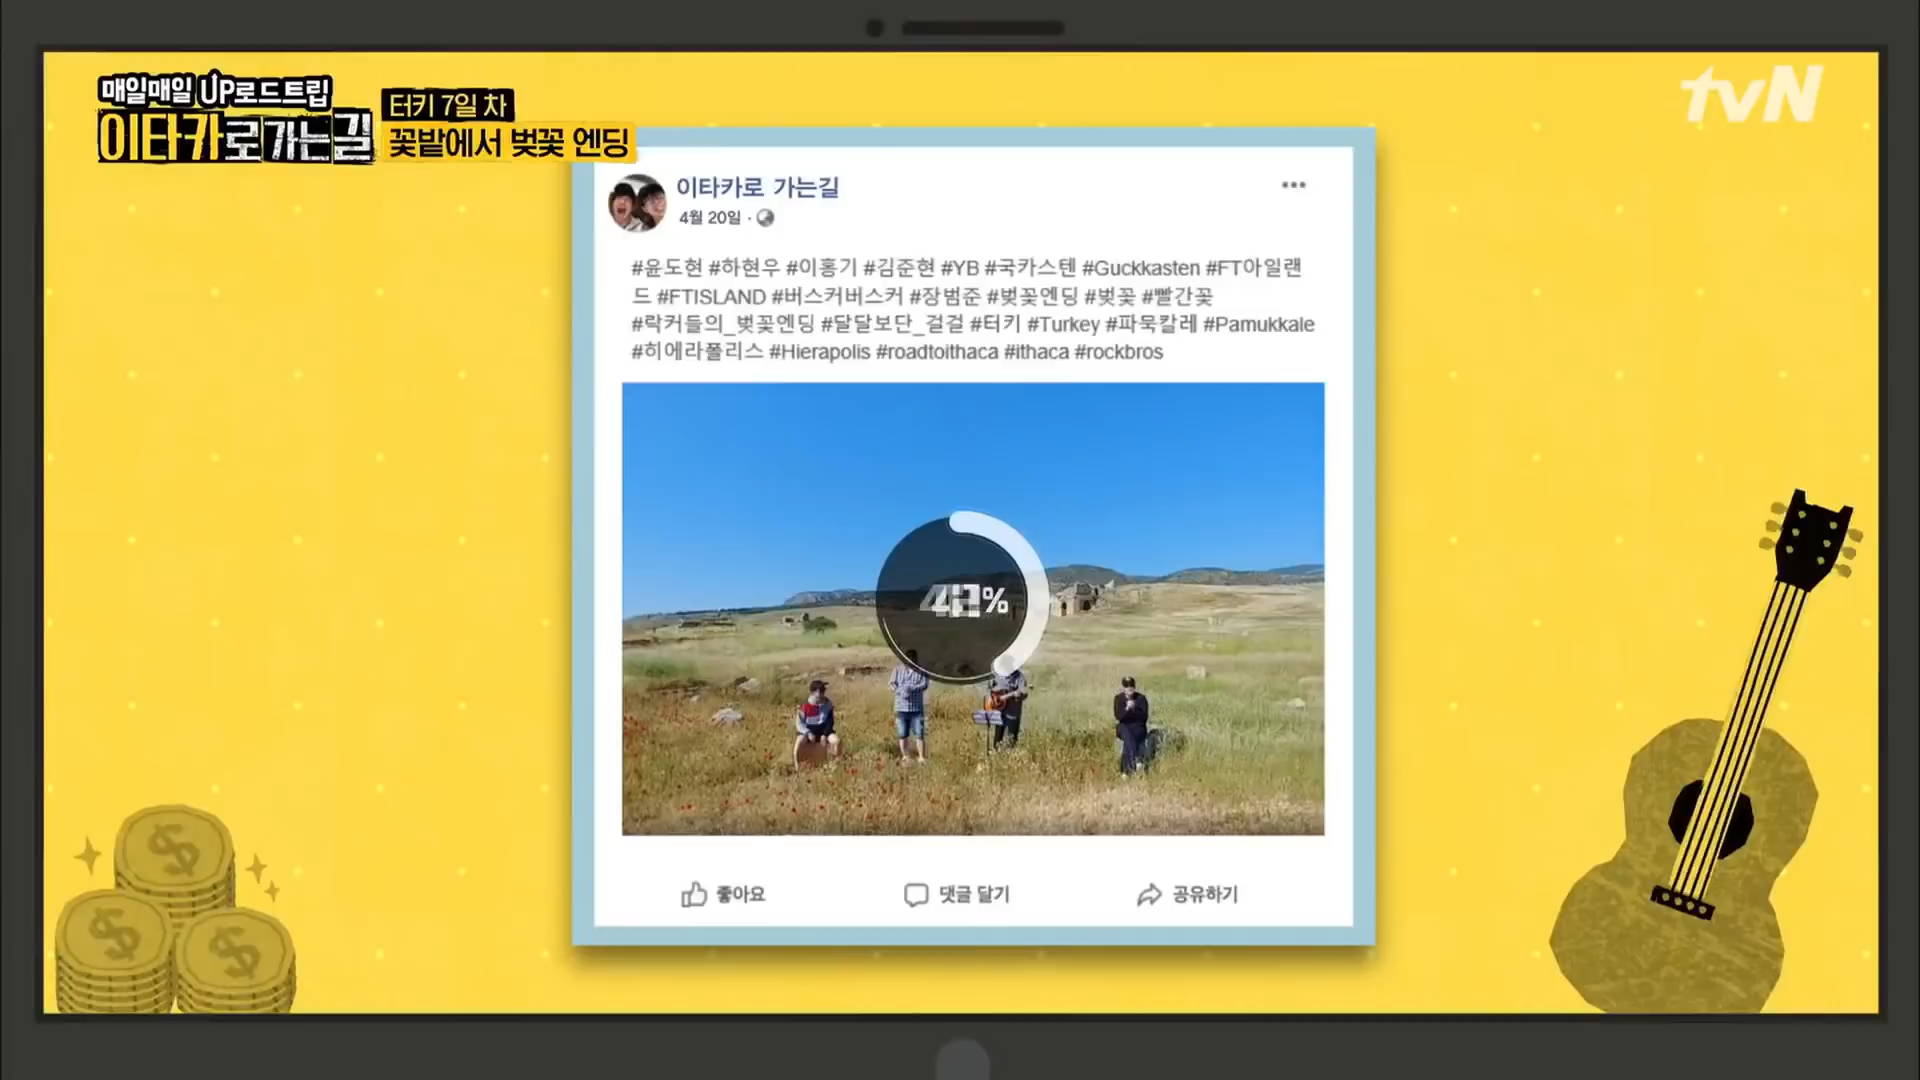 매일매일 UP로드트립
이타카로가는길
터키 7일 차
꽃밭에서 벚꽃 엔딩
tvN
이타카로 가는길
4월 20일 ·
#윤도현 #하현우 #이홍기 #김준현 #YB #국카스텐 #Guckkasten #FT아일랜
드 #FTISLAND #버스커버스커 #장범준 #벚꽃엔딩 #벚꽃 #빨간꽃
#락커들의_벚꽃엔딩 #달달보단_걸걸 #터키 #Turkey #파묵칼레 #Pamukkale
#히에라폴리스 #Hierapolis #roadtoithaca #ithaca #rockbros
좋아요
댓글 달기
공유하기